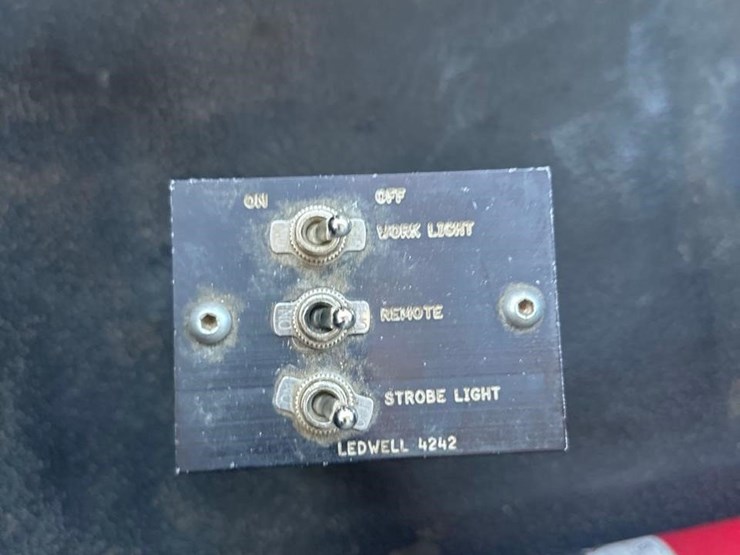 ON OFF
WORK LIGHT
REMOTE
STROBE LIGHT
LEDWELL 4242